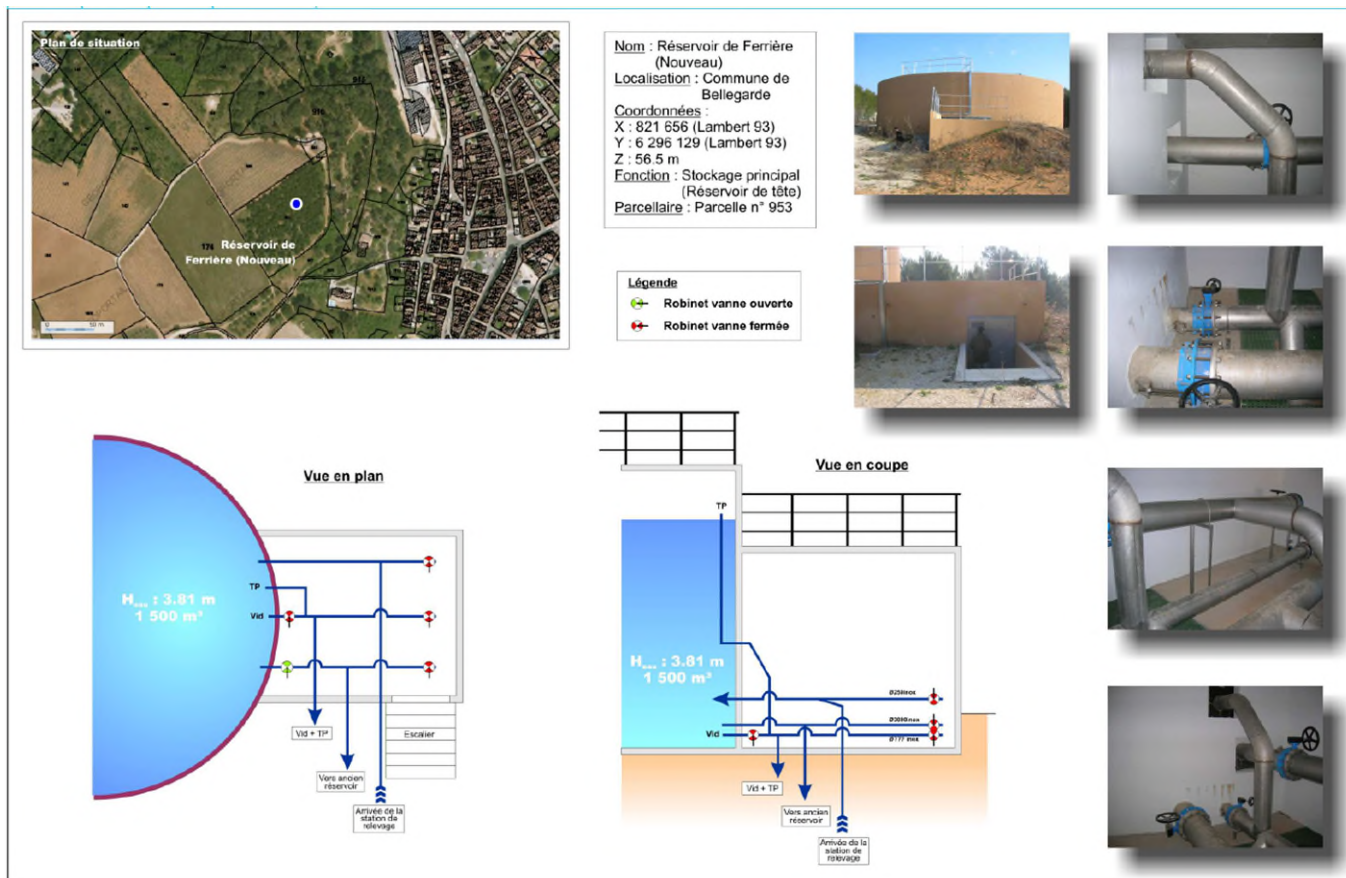 Plan de situation
Réservoir de
Ferrière (Nouveau)
Nom : Réservoir de Ferrière
(Nouveau)
Localisation : Commune de
Bellegarde
Coordonnées :
X : 821 656 (Lambert 93)
Y : 6 296 129 (Lambert 93)
Z : 56.5 m
Fonction : Stockage principal
(Réservoir de tête)
Parcellaire : Parcelle n° 953
Légende
Robinet vanne ouverte
Robinet vanne fermée
Vue en plan
TP
Vid
H : 3.81 m
1 500 m³
Vid + TP
Escalier
Vers ancien
réservoir
Arrivée de la
station de
relevage
Vue en coupe
TP
H : 3.81 m
1 500 m³
Vid
Vid + TP
Vers ancien
réservoir
Arrivée de la
station de
relevage